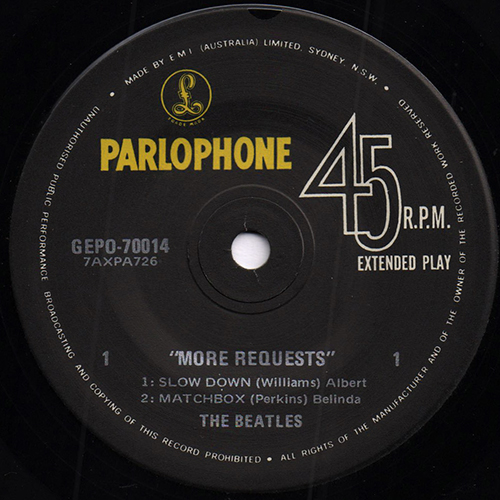 MADE BY E M I (AUSTRALIA) LIMITED, SYDNEY, N.S.W.
£
TRADE MARK
PARLOPHONE
45
R.P.M.
EXTENDED PLAY
GEPO-70014
7AXPA726
1 "MORE REQUESTS" 1
1: SLOW DOWN (Williams) Albert
2: MATCHBOX (Perkins) Belinda
THE BEATLES
UNAUTHORISED PUBLIC PERFORMANCE BROADCASTING AND COPYING OF THIS RECORD PROHIBITED • ALL RIGHTS OF THE MANUFACTURER AND OF THE OWNER OF THE RECORDED WORK RESERVED •